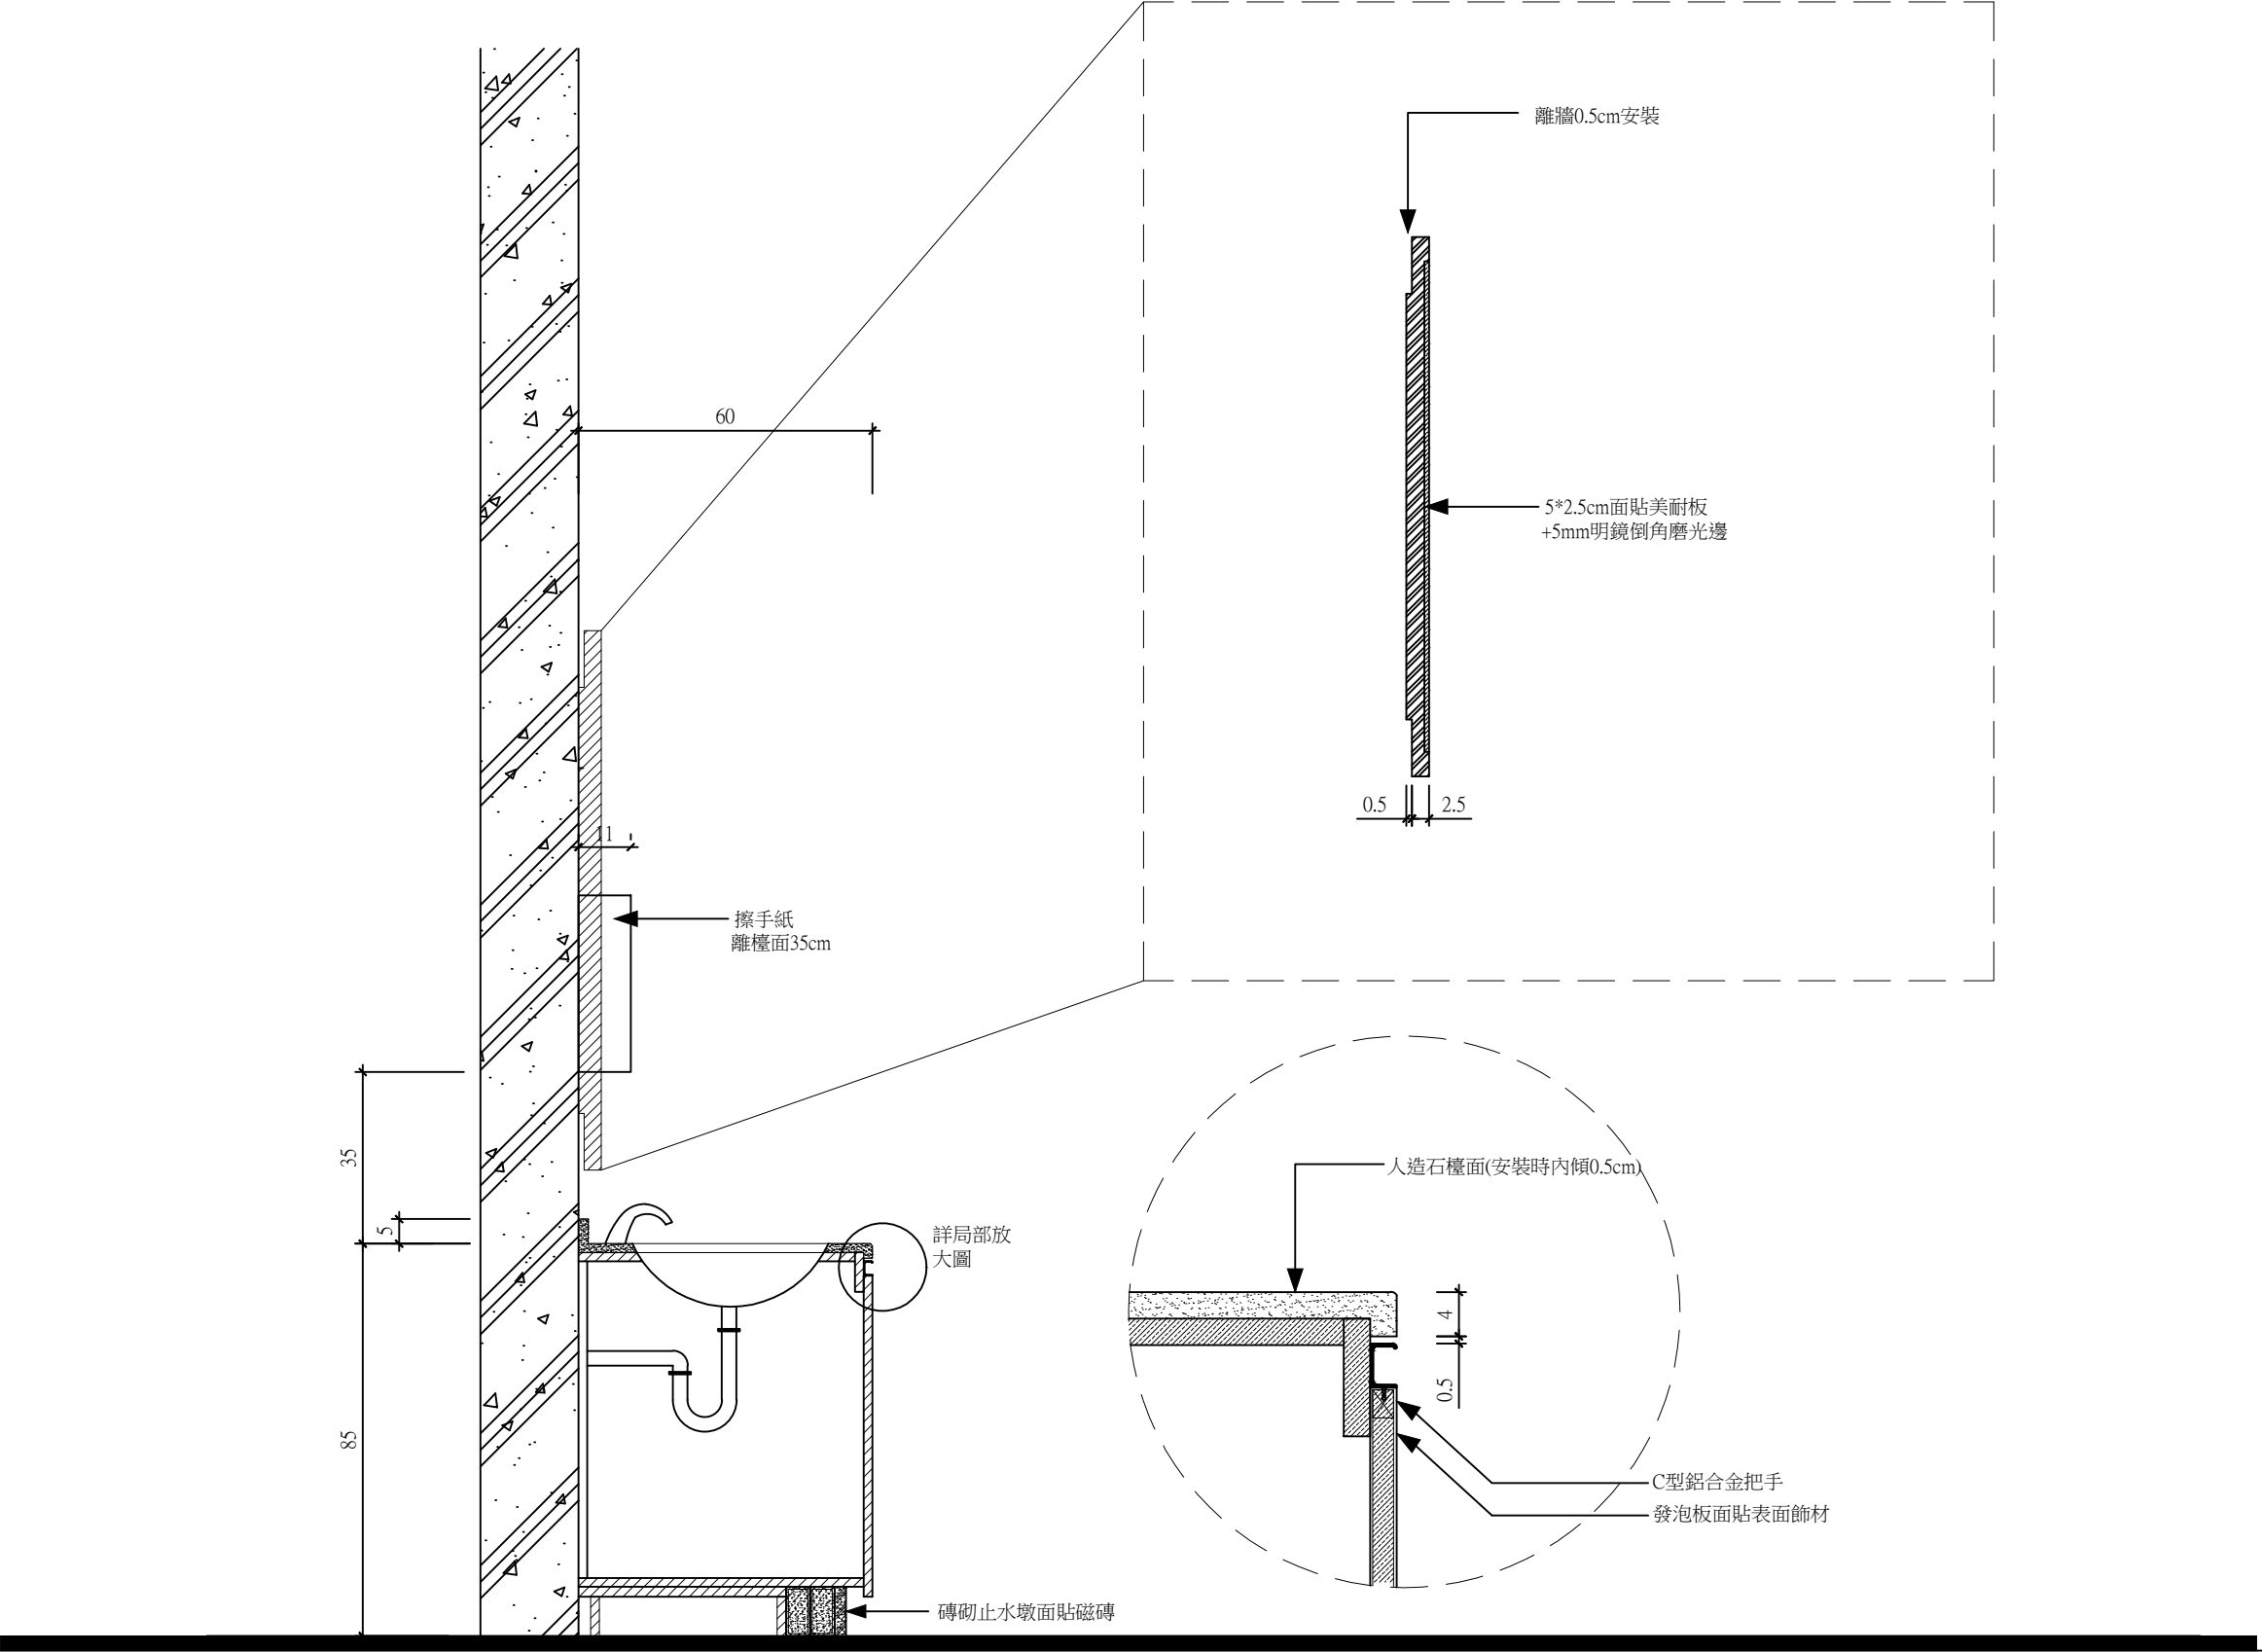 離牆0.5cm安裝
60
5*2.5cm面貼美耐板
+5mm明鏡倒角磨光邊
0.5
2.5
11
擦手紙
離檯面35cm
35
5
人造石檯面(安裝時內傾0.5cm)
詳局部放
大圖
4
0.5
85
C型鋁合金把手
發泡板面貼表面飾材
磚砌止水墩面貼磁磚